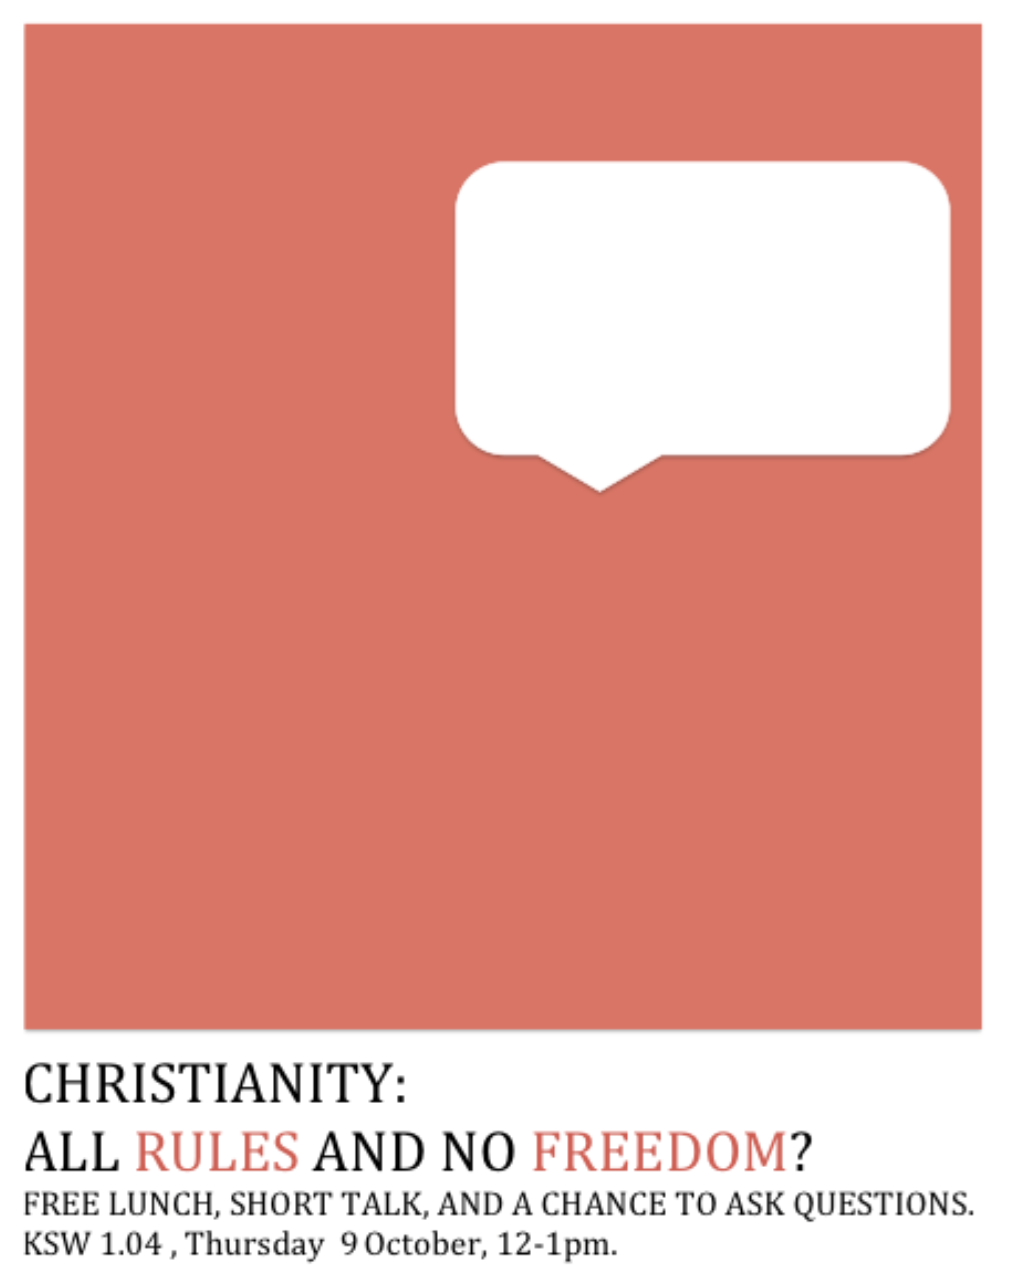 CHRISTIANITY:
ALL RULES AND NO FREEDOM?
FREE LUNCH, SHORT TALK, AND A CHANCE TO ASK QUESTIONS.
KSW 1.04 , Thursday 9 October, 12-1pm.